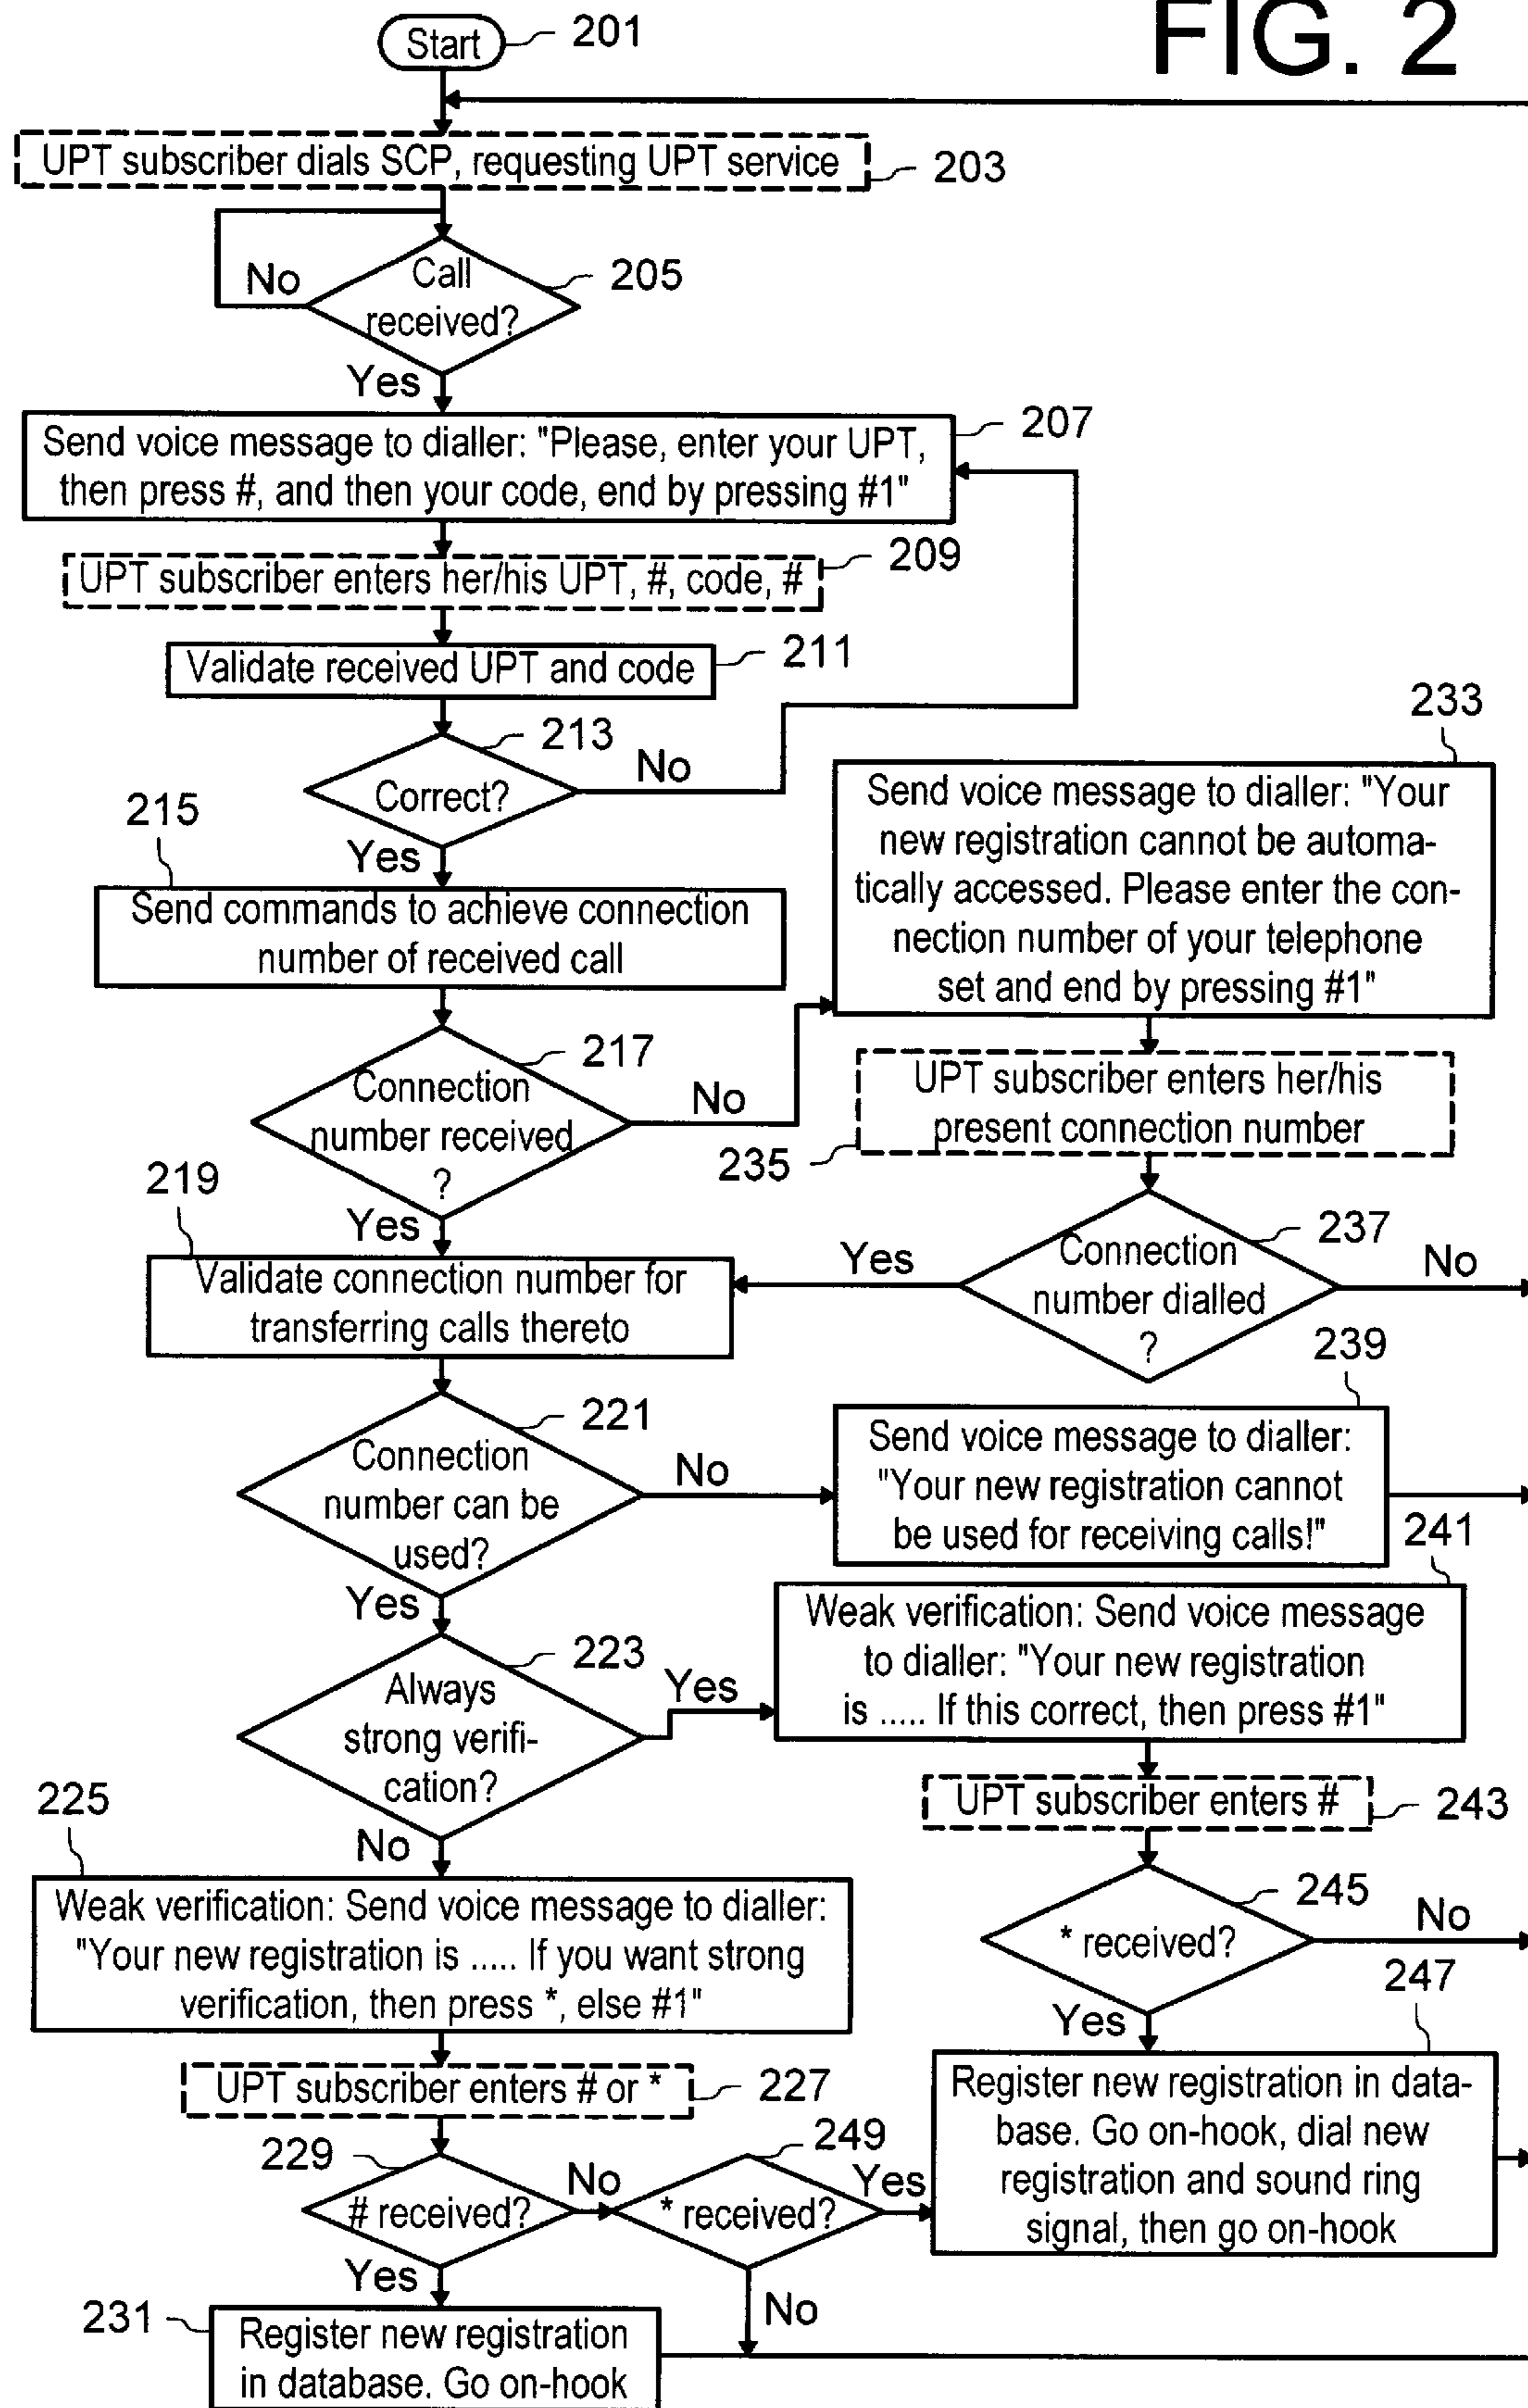 FIG. 2
Start
201
UPT subscriber dials SCP, requesting UPT service
203
Call
received?
205
No
Yes
Send voice message to dialler: "Please, enter your UPT,
then press #, and then your code, end by pressing #1"
207
UPT subscriber enters her/his UPT, #, code, #
209
Validate received UPT and code
211
Correct?
213
No
Yes
215
Send commands to achieve connection
number of received call
Connection
number received
?
217
No
Yes
219
Validate connection number for
transferring calls thereto
233
Send voice message to dialler: "Your
new registration cannot be automa-
tically accessed. Please enter the con-
nection number of your telephone
set and end by pressing #1"
UPT subscriber enters her/his
present connection number
235
Connection
number dialled
?
237
Yes
No
Connection
number can be
used?
221
No
Yes
239
Send voice message to dialler:
"Your new registration cannot
be used for receiving calls!"
Always
strong verifi-
cation?
223
Yes
No
241
Weak verification: Send voice message
to dialler: "Your new registration
is ..... If this correct, then press #1"
UPT subscriber enters #
243
* received?
245
No
Yes
225
Weak verification: Send voice message to dialler:
"Your new registration is ..... If you want strong
verification, then press *, else #1"
UPT subscriber enters # or *
227
229
# received?
No
Yes
249
* received?
Yes
No
247
Register new registration in data-
base. Go on-hook, dial new
registration and sound ring
signal, then go on-hook
231
Register new registration
in database. Go on-hook